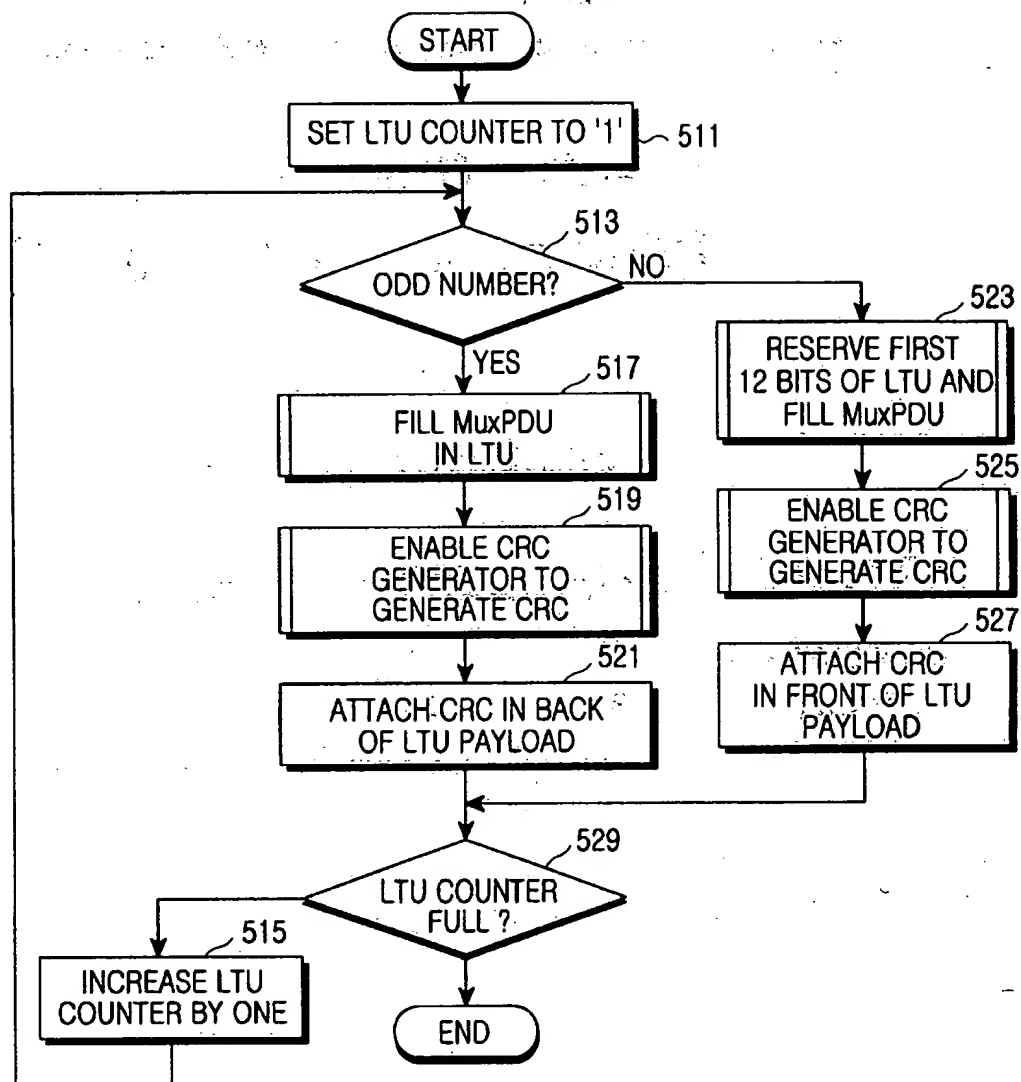 START
SET LTU COUNTER TO '1'
511
513
ODD NUMBER?
NO
YES
523
RESERVE FIRST
12 BITS OF LTU AND
FILL MuxPDU
517
FILL MuxPDU
IN LTU
525
ENABLE CRC
GENERATOR TO
GENERATE CRC
519
ENABLE CRC
GENERATOR TO
GENERATE CRC
527
ATTACH CRC
IN FRONT OF LTU
PAYLOAD
521
ATTACH CRC IN BACK
OF LTU PAYLOAD
529
LTU COUNTER
FULL ?
515
INCREASE LTU
COUNTER BY ONE
END